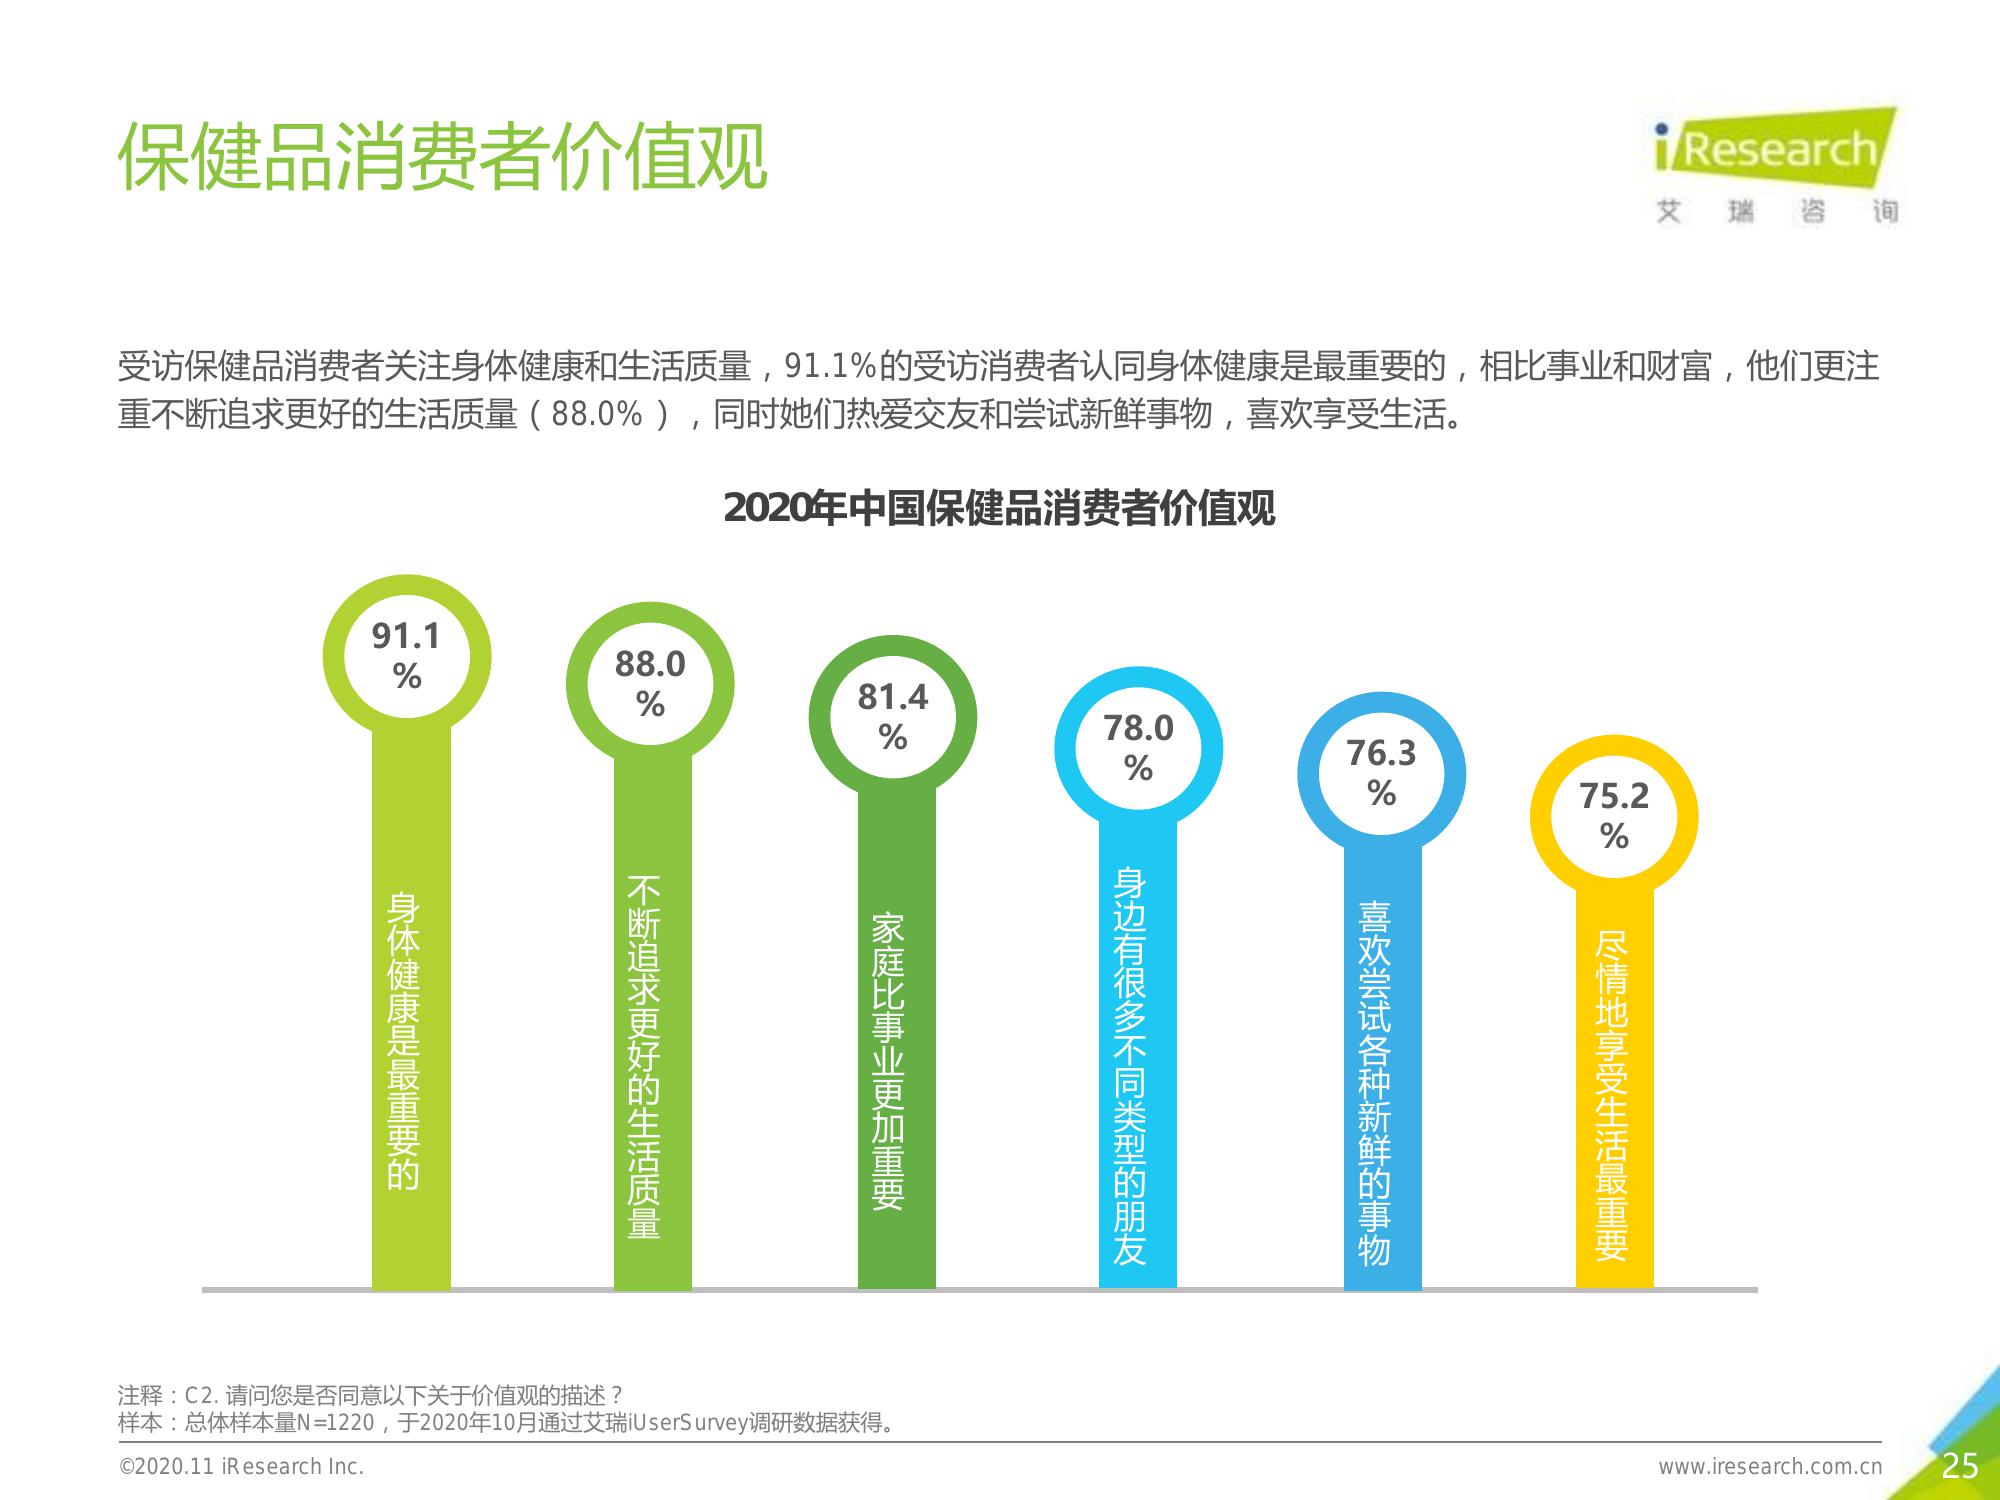 保健品消费者价值观
iResearch
艾瑞咨询
受访保健品消费者关注身体健康和生活质量，91.1%的受访消费者认同身体健康是最重要的，相比事业和财富，他们更注
重不断追求更好的生活质量（88.0%），同时她们热爱交友和尝试新鲜事物，喜欢享受生活。
2020年中国保健品消费者价值观
91.1
%
身体健康是最重要的
88.0
%
不断追求更好的生活质量
81.4
%
家庭比事业更加重要
78.0
%
身边有很多不同类型的朋友
76.3
%
喜欢尝试各种新鲜的事物
75.2
%
尽情地享受生活最重要
注释：C2. 请问您是否同意以下关于价值观的描述？
样本：总体样本量N=1220，于2020年10月通过艾瑞iUserSurvey调研数据获得。
©2020.11 iResearch Inc.
www.iresearch.com.cn
25